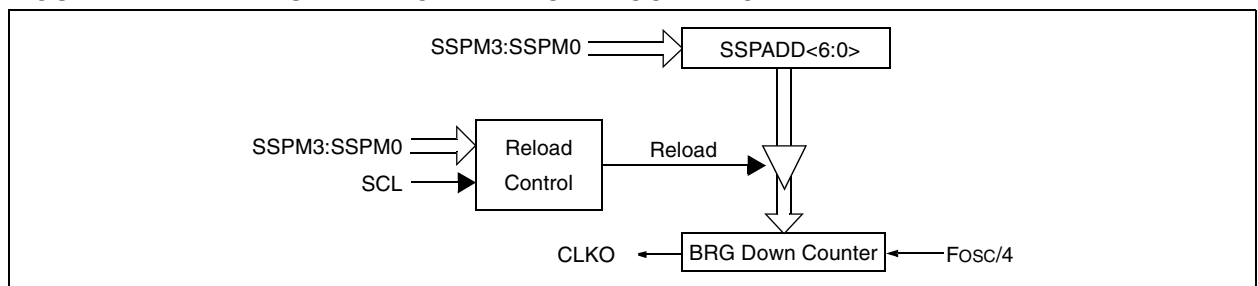 SSPM3:SSPM0
SSPADD<6:0>
SSPM3:SSPM0
SCL
Reload
Control
Reload
CLKO
BRG Down Counter
FOSC/4